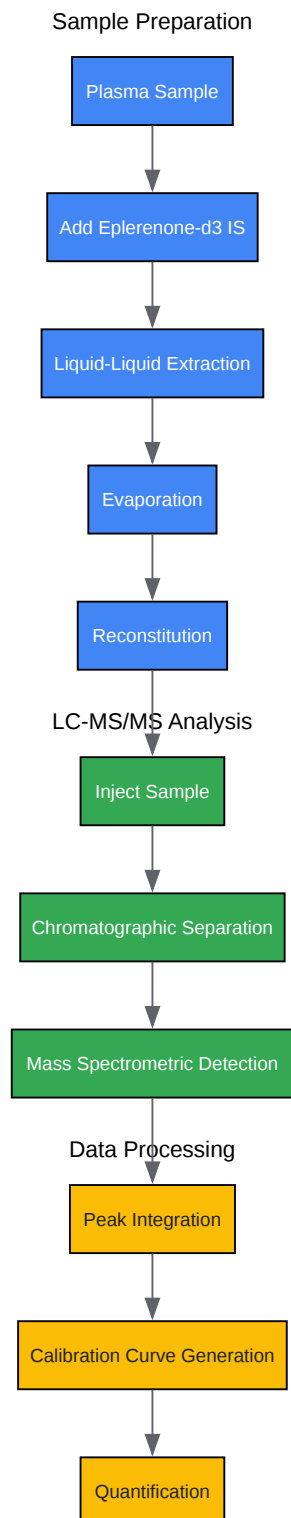 Sample Preparation
Plasma Sample
Add Eplerenone-d3 IS
Liquid-Liquid Extraction
Evaporation
Reconstitution
LC-MS/MS Analysis
Inject Sample
Chromatographic Separation
Mass Spectrometric Detection
Data Processing
Peak Integration
Calibration Curve Generation
Quantification